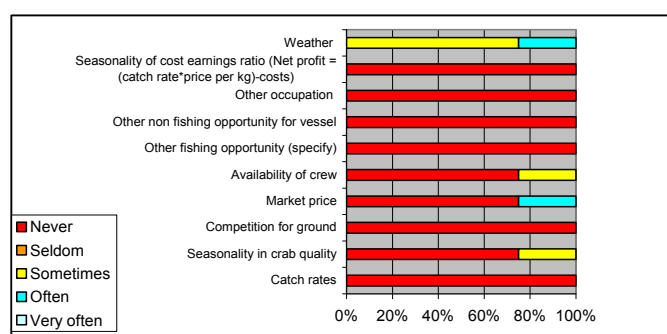 Weather
Seasonality of cost earnings ratio (Net profit =
(catch rate*price per kg)-costs)
Other occupation
Other non fishing opportunity for vessel
Other fishing opportunity (specify)
Availability of crew
Market price
Competition for ground
Seasonality in crab quality
Catch rates
0% 20% 40% 60% 80% 100%
Never
Seldom
Sometimes
Often
Very often